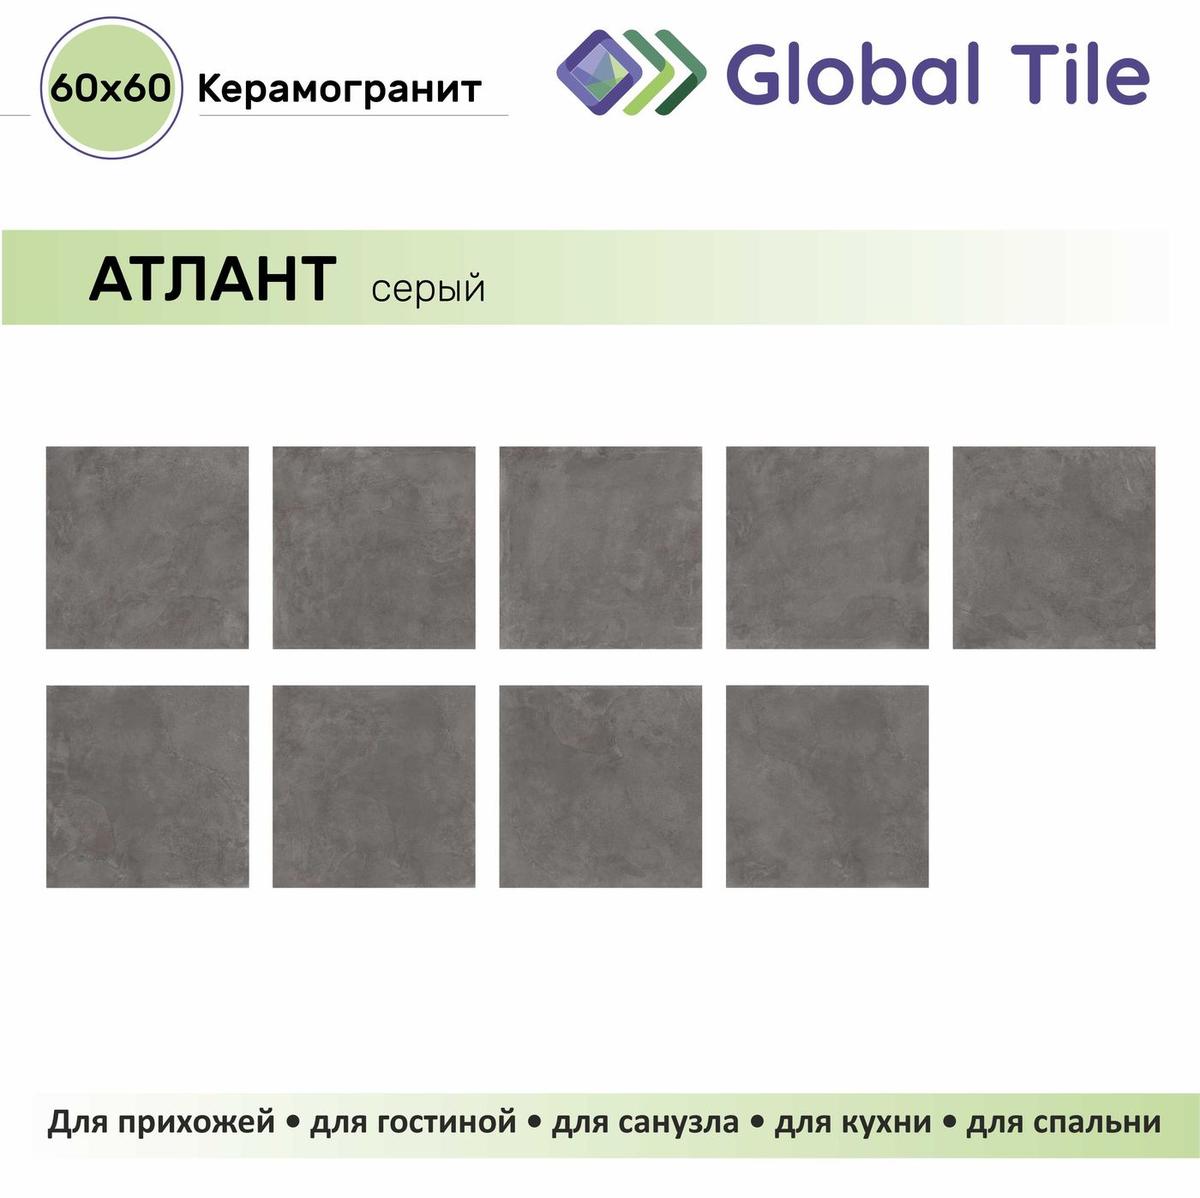 60x60 Керамогранит
Global Tile
АТЛАНТ серый
Для прихожей • для гостиной • для санузла • для кухни • для спальни